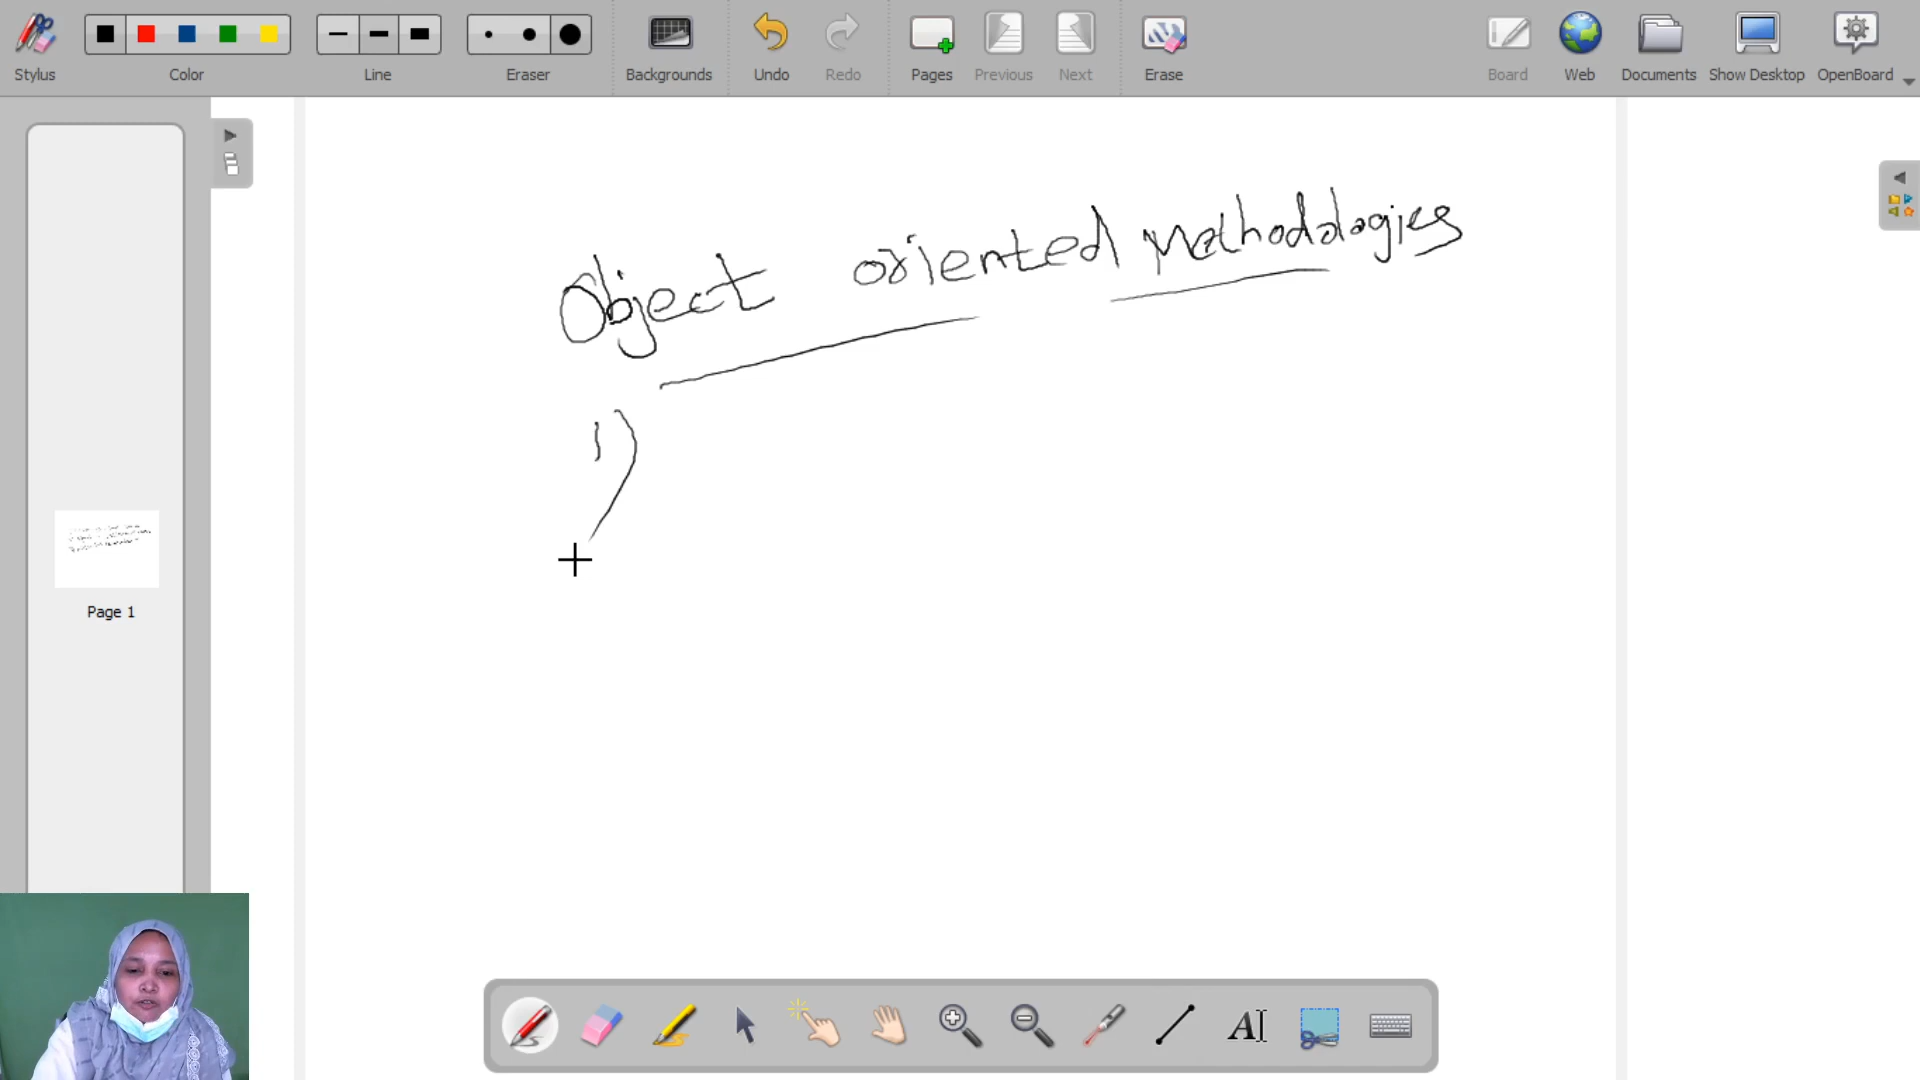 Stylus Color Line Eraser Backgrounds Undo Redo Pages Previous Next Erase Board Web Documents Show Desktop OpenBoard
Object oriented Methodologies
1)
Page 1